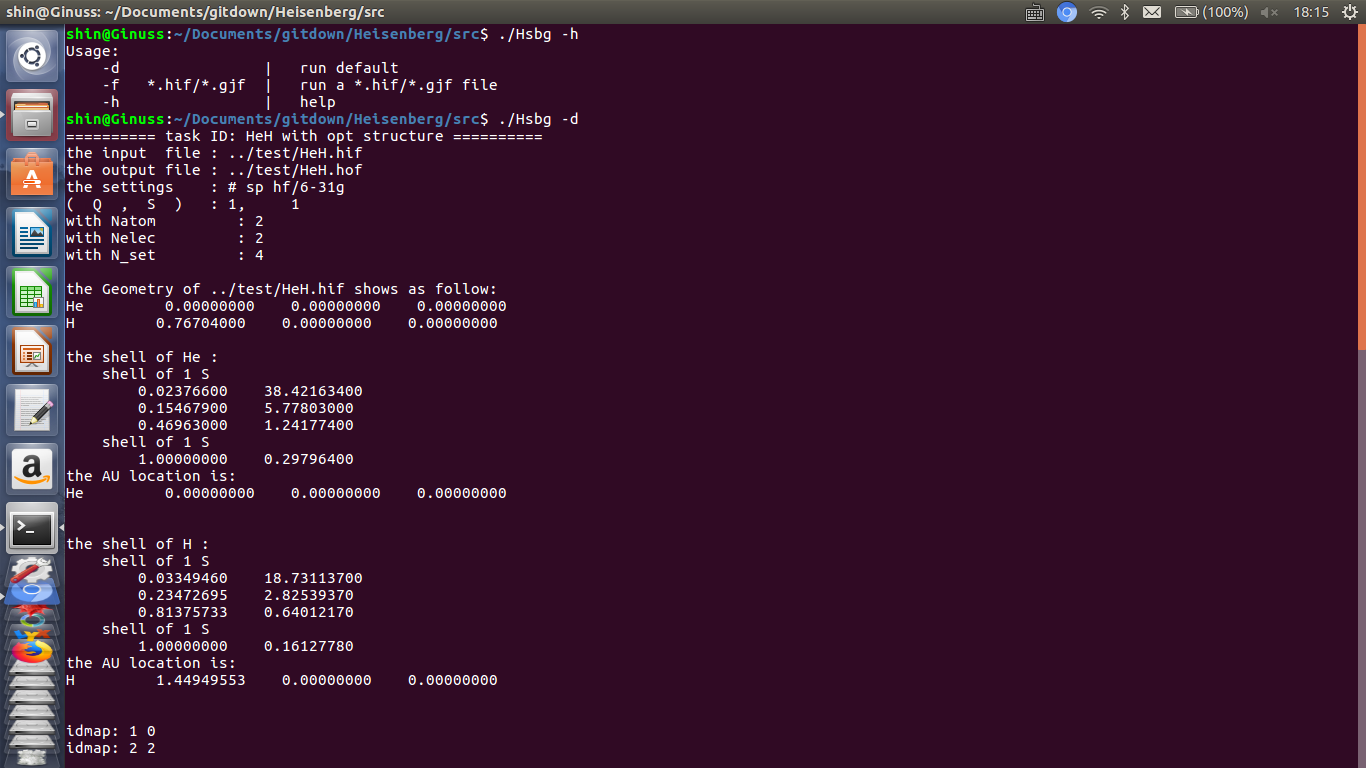 shin@Ginuss: ~/Documents/gitdown/Heisenberg/src (100%) 18:15
shin@Ginuss:~/Documents/gitdown/Heisenberg/src$ ./Hsbg -h
Usage:
    -d                |   run default
    -f   *.hif/*.gjf  |   run a *.hif/*.gjf file
    -h                |   help
shin@Ginuss:~/Documents/gitdown/Heisenberg/src$ ./Hsbg -d
========== task ID: HeH with opt structure ==========
the input  file : ../test/HeH.hif
the output file : ../test/HeH.hof
the settings    : # sp hf/6-31g
(  Q  ,  S  )   : 1,     1
with Natom         : 2
with Nelec         : 2
with N_set         : 4
the Geometry of ../test/HeH.hif shows as follow:
He         0.00000000    0.00000000    0.00000000
H         0.76704000    0.00000000    0.00000000
the shell of He :
    shell of 1 S
        0.02376600    38.42163400
        0.15467900    5.77803000
        0.46963000    1.24177400
    shell of 1 S
        1.00000000    0.29796400
the AU location is:
He         0.00000000    0.00000000    0.00000000
the shell of H :
    shell of 1 S
        0.03349460    18.73113700
        0.23472695    2.82539370
        0.81375733    0.64012170
    shell of 1 S
        1.00000000    0.16127780
the AU location is:
H         1.44949553    0.00000000    0.00000000
idmap: 1 0
idmap: 2 2